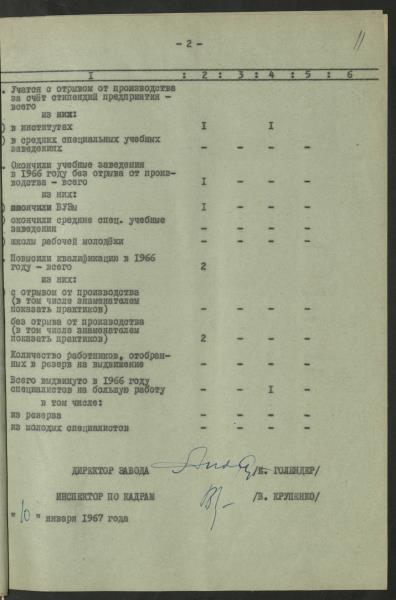 - 2 -
11
I : 2 : 3 : 4 : 5 : 6
. Учатся с отрывом от производства
за счёт стипендий предприятия -
всего
из них:
) в институтах I I
) в средних специальных учебных
заведениях - - - -
. Окончили учебные заведения
в 1966 году без отрыва от произ-
водства - всего I - - -
из них:
) окончили ВУЗы I - - -
) окончили средние спец. учебные
заведения - - - -
) школы рабочей молодёжи - - - -
. Повысили квалификацию в 1966
году - всего 2
из них:
с отрывом от производства
(в том числе знаменателем
показать практиков) - - - -
без отрыва от производства
(в том числе знаменателем
показать практиков) 2 - - -
Количество работников, отобран-
ных в резерв на выдвижение - - - -
Всего выдвинуто в 1966 году
специалистов на большую работу - - I -
в том числе:
из резерва - - - -
из молодых специалистов - - - -
ДИРЕКТОР ЗАВОДА /К. ГОЛЕНДЕР/
ИНСПЕКТОР ПО КАДРАМ /В. КРУПЕНКО/
" 10 " января 1967 года